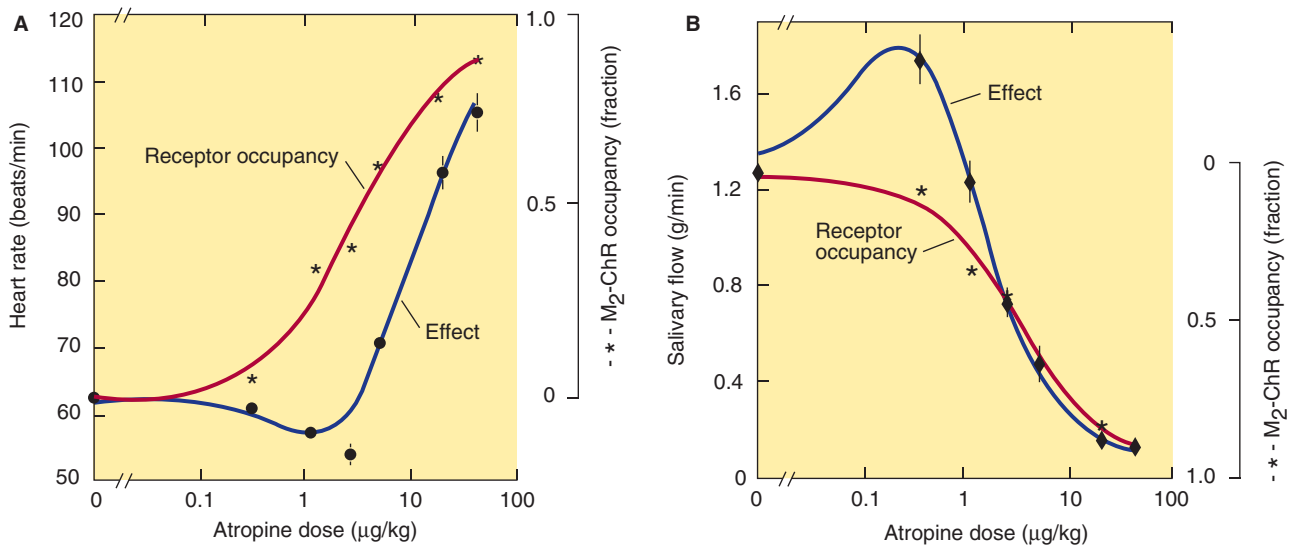 A
120
110
100
90
80
70
60
50
Heart rate (beats/min)
Receptor occupancy
Effect
0
0.1
1
10
100
Atropine dose (μg/kg)
1.0
0.5
0
- * - M2-ChR occupancy (fraction)
B
1.6
1.2
0.8
0.4
0
Salivary flow (g/min)
Effect
Receptor
occupancy
0
0.1
1
10
100
Atropine dose (μg/kg)
0
0.5
1.0
- * - M2-ChR occupancy (fraction)